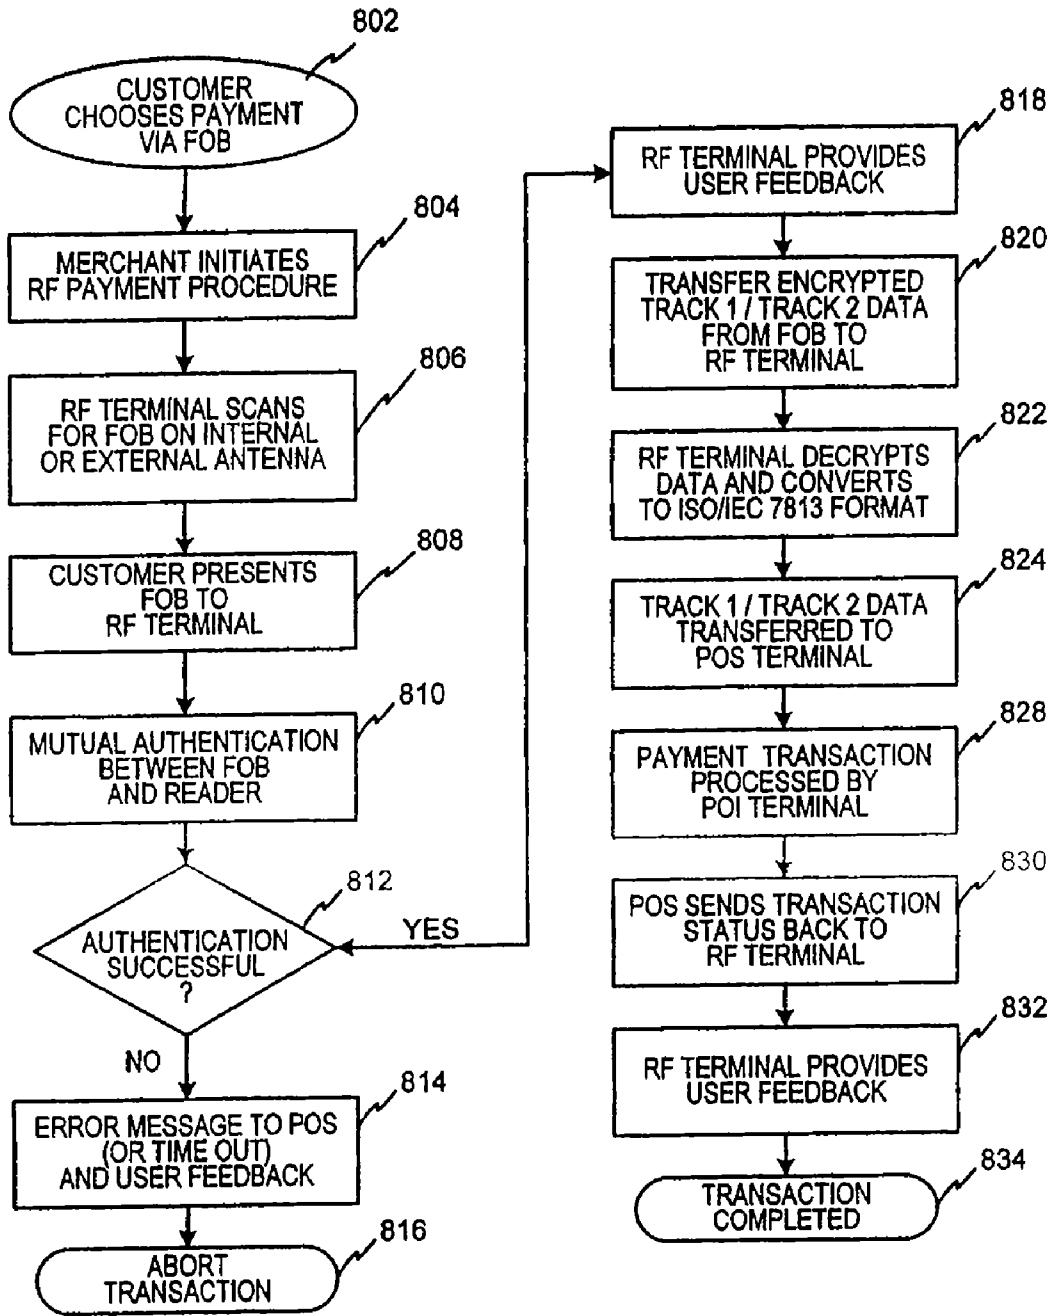 802
CUSTOMER
CHOOSES PAYMENT
VIA FOB
804
MERCHANT INITIATES
RF PAYMENT PROCEDURE
806
RF TERMINAL SCANS
FOR FOB ON INTERNAL
OR EXTERNAL ANTENNA
808
CUSTOMER PRESENTS
FOB TO
RF TERMINAL
810
MUTUAL AUTHENTICATION
BETWEEN FOB
AND READER
812
AUTHENTICATION
SUCCESSFUL
?
YES
NO
814
ERROR MESSAGE TO POS
(OR TIME OUT)
AND USER FEEDBACK
816
ABORT
TRANSACTION
818
RF TERMINAL PROVIDES
USER FEEDBACK
820
TRANSFER ENCRYPTED
TRACK 1 / TRACK 2 DATA
FROM FOB TO
RF TERMINAL
822
RF TERMINAL DECRYPTS
DATA AND CONVERTS
TO ISO/IEC 7813 FORMAT
824
TRACK 1 / TRACK 2 DATA
TRANSFERRED TO
POS TERMINAL
828
PAYMENT TRANSACTION
PROCESSED BY
POI TERMINAL
830
POS SENDS TRANSACTION
STATUS BACK TO
RF TERMINAL
832
RF TERMINAL PROVIDES
USER FEEDBACK
834
TRANSACTION
COMPLETED